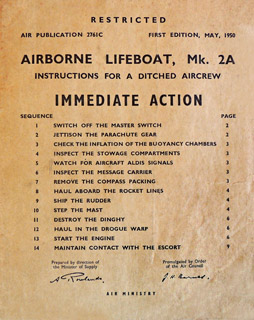 RESTRICTED
AIR PUBLICATION 2761C FIRST EDITION, MAY, 1950
AIRBORNE LIFEBOAT, Mk. 2A
INSTRUCTIONS FOR A DITCHED AIRCREW
IMMEDIATE ACTION
SEQUENCE PAGE
1 SWITCH OFF THE MASTER SWITCH 2
2 JETTISON THE PARACHUTE GEAR 2
3 CHECK THE INFLATION OF THE BUOYANCY CHAMBERS 3
4 INSPECT THE STOWAGE COMPARTMENTS 2
5 WATCH FOR AIRCRAFT ALDIS SIGNALS 3
6 INSPECT THE MESSAGE CARRIER 3
7 REMOVE THE COMPASS PACKING
8 HAUL ABOARD THE ROCKET LINES 4
9 SHIP THE RUDDER 4
10 STEP THE MAST
11 DESTROY THE DINGHY 6
12 HAUL IN THE DROGUE WARP 6
13 START THE ENGINE 6
14 MAINTAIN CONTACT WITH THE ESCORT 9
Prepared by direction of Promulgated by Order
the Minister of Supply of the Air Council
AIR MINISTRY